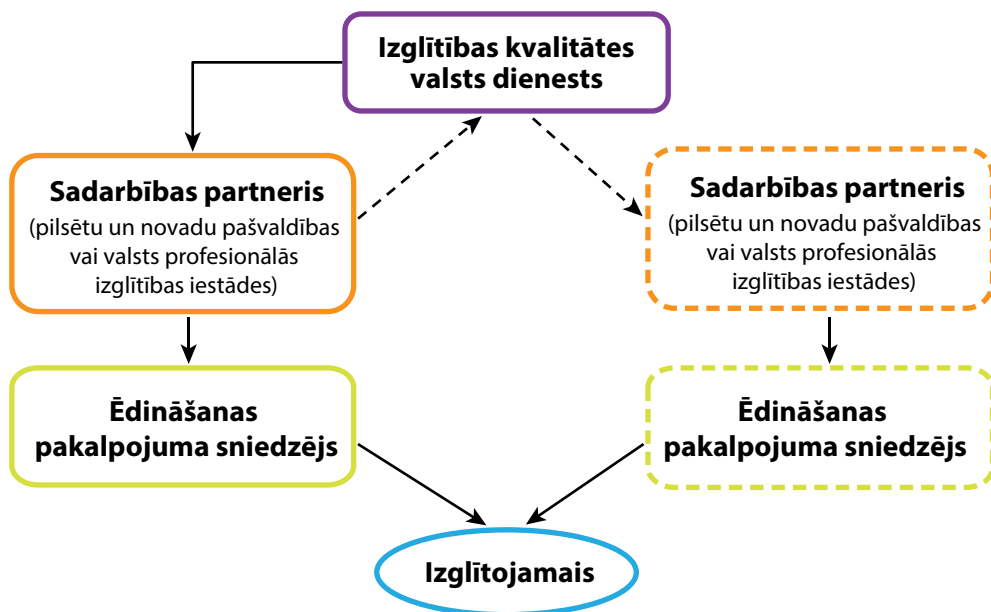 Izglītības kvalitātes
valsts dienests
Sadarbības partneris
(pilsētu un novadu pašvaldības
vai valsts profesionālās
izglītības iestādes)
Sadarbības partneris
(pilsētu un novadu pašvaldības
vai valsts profesionālās
izglītības iestādes)
Ēdināšanas
pakalpojuma sniedzējs
Ēdināšanas
pakalpojuma sniedzējs
Izglītojamais